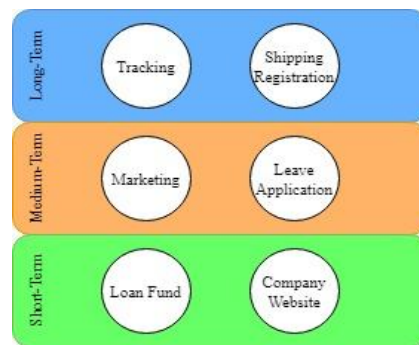 Long-Term
Tracking
Shipping
Registration
Medium-Term
Marketing
Leave
Application
Short-Term
Loan Fund
Company
Website